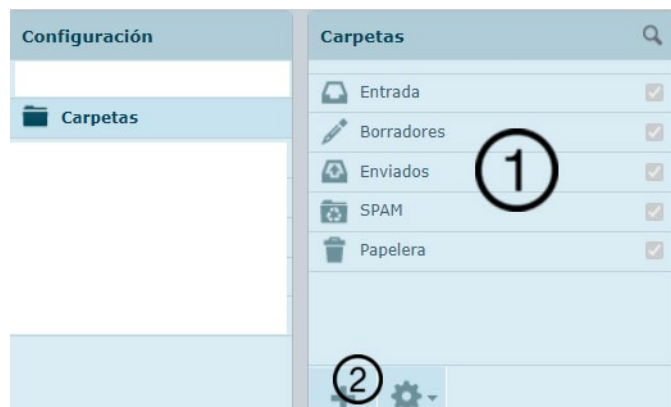 Configuración
Carpetas
Carpetas
Entrada
Borradores
1
Enviados
SPAM
Papelera
2